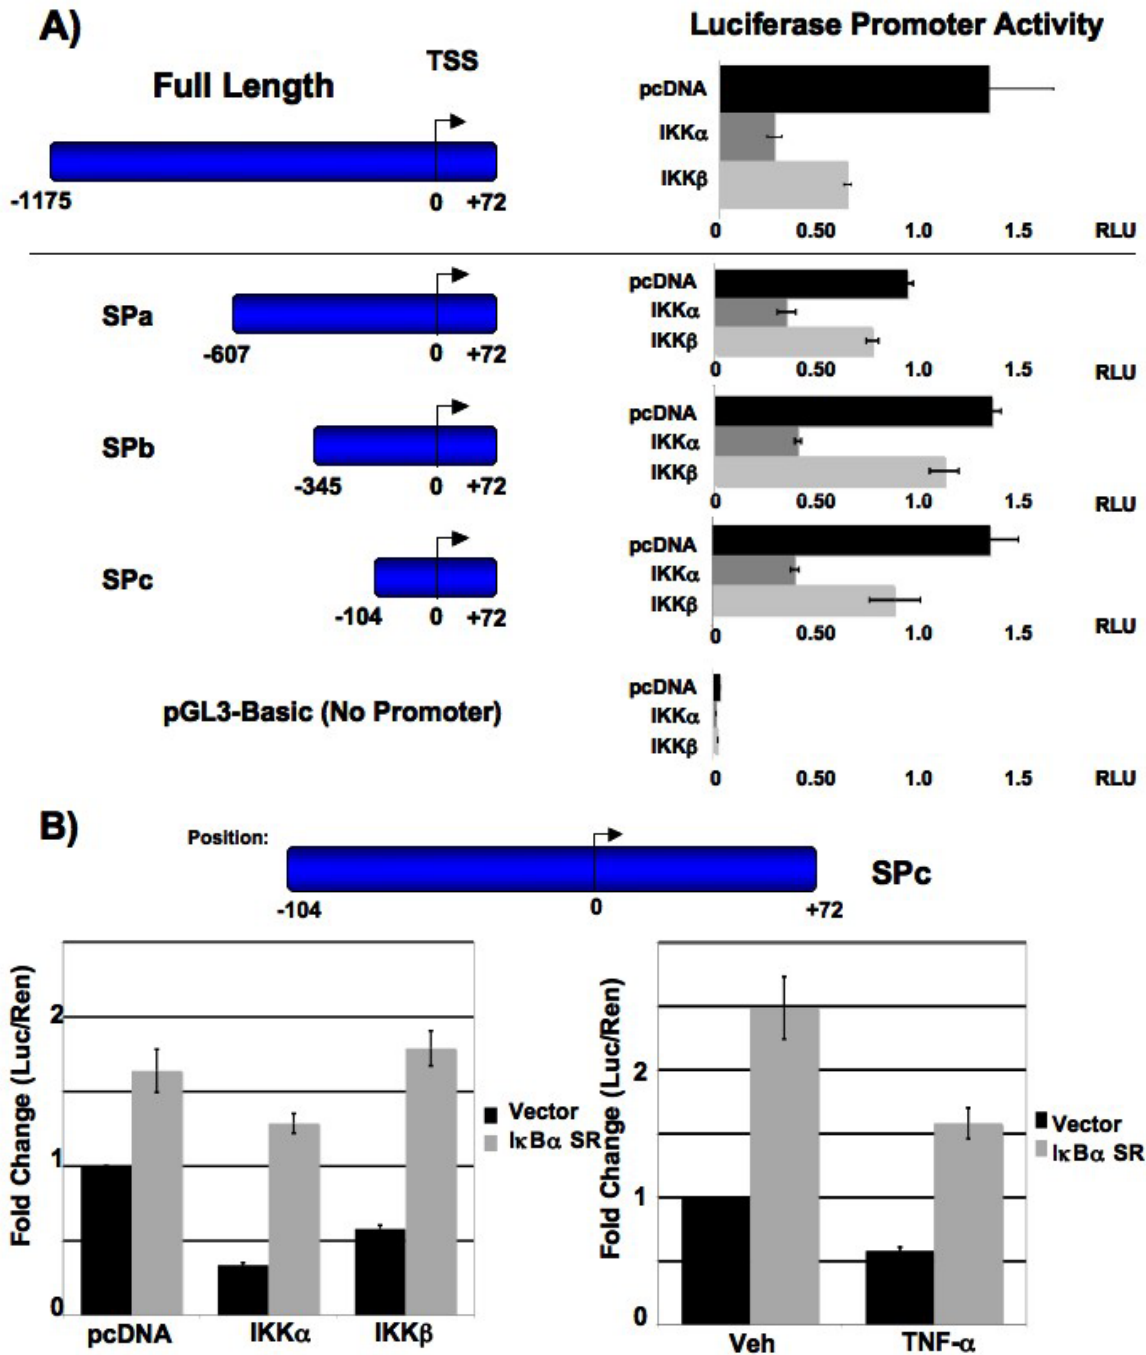 A)
Luciferase Promoter Activity
TSS
Full Length
-1175
0
+72
pcDNA
IKKα
IKKβ
0 0.50 1.0 1.5 RLU
SPa
-607
0
+72
pcDNA
IKKα
IKKβ
0 0.50 1.0 1.5 RLU
SPb
-345
0
+72
pcDNA
IKKα
IKKβ
0 0.50 1.0 1.5 RLU
SPc
-104
0
+72
pcDNA
IKKα
IKKβ
0 0.50 1.0 1.5 RLU
pGL3-Basic (No Promoter)
pcDNA
IKKα
IKKβ
0 0.50 1.0 1.5 RLU
B)
Position:
SPc
-104
0
+72
Fold Change (Luc/Ren)
2
1
0
pcDNA
IKKα
IKKβ
Vector
IκBα SR
Fold Change (Luc/Ren)
2
1
0
Veh
TNF-α
Vector
IκBα SR